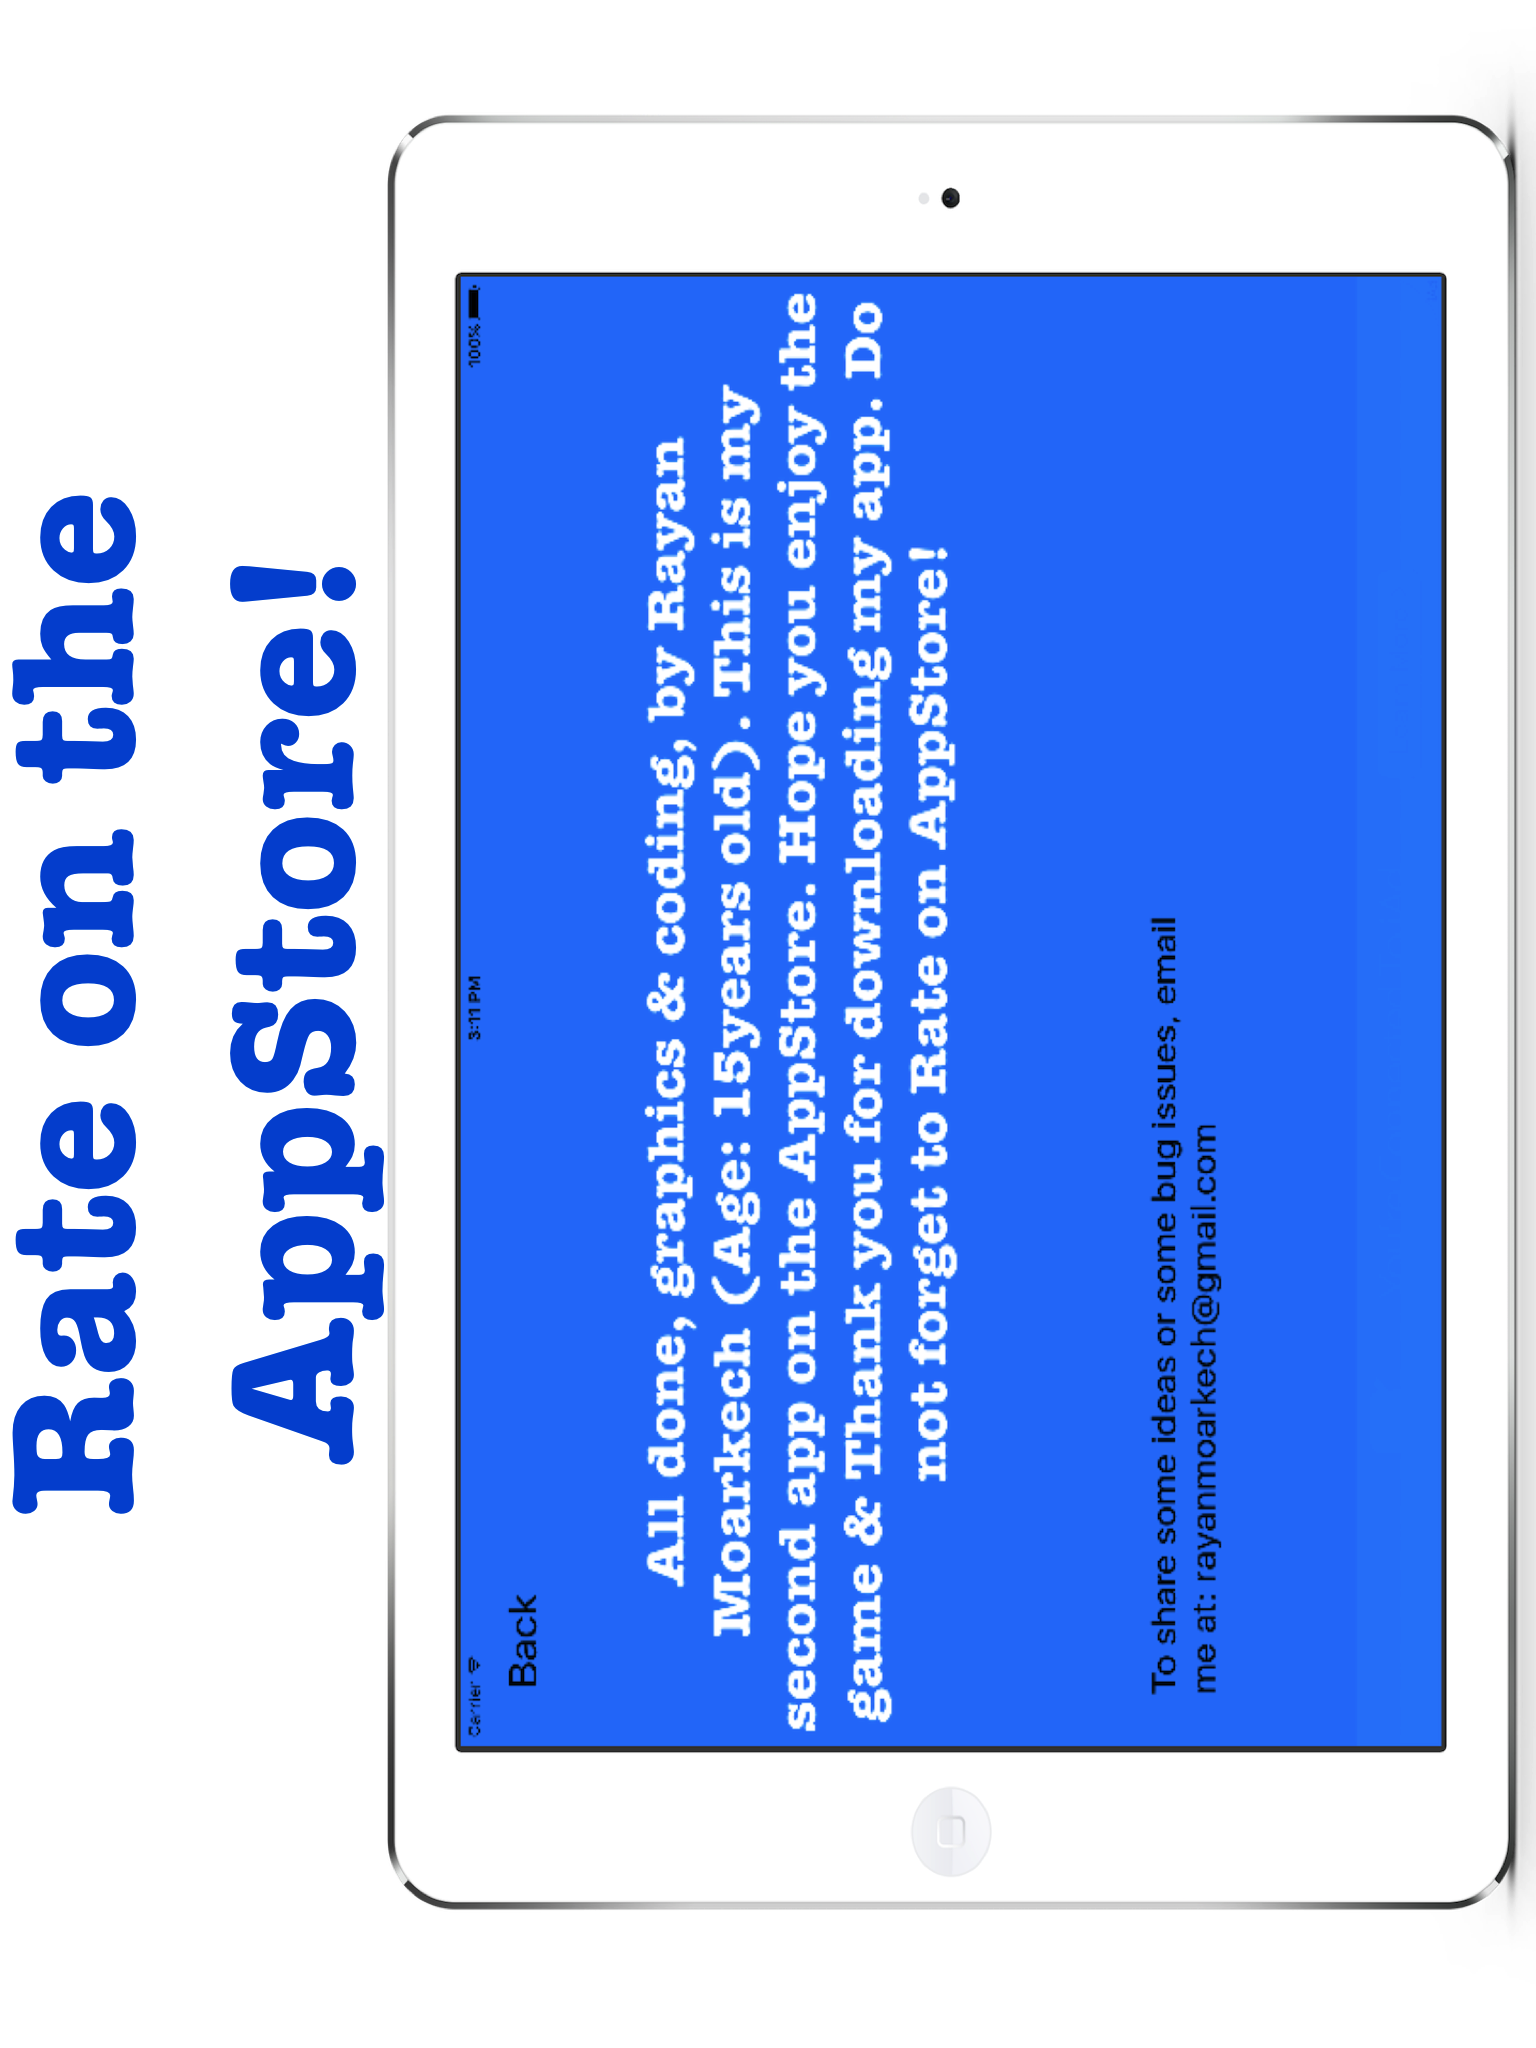 Rate on the
AppStore!
Carrier 3:11 PM 100%
Back
All done, graphics & coding, by Rayan
Moarkech (Age: 15years old). This is my
second app on the AppStore. Hope you enjoy the
game & Thank you for downloading my app. Do
not forget to Rate on AppStore!
To share some ideas or some bug issues, email
me at: rayanmoarkech@gmail.com